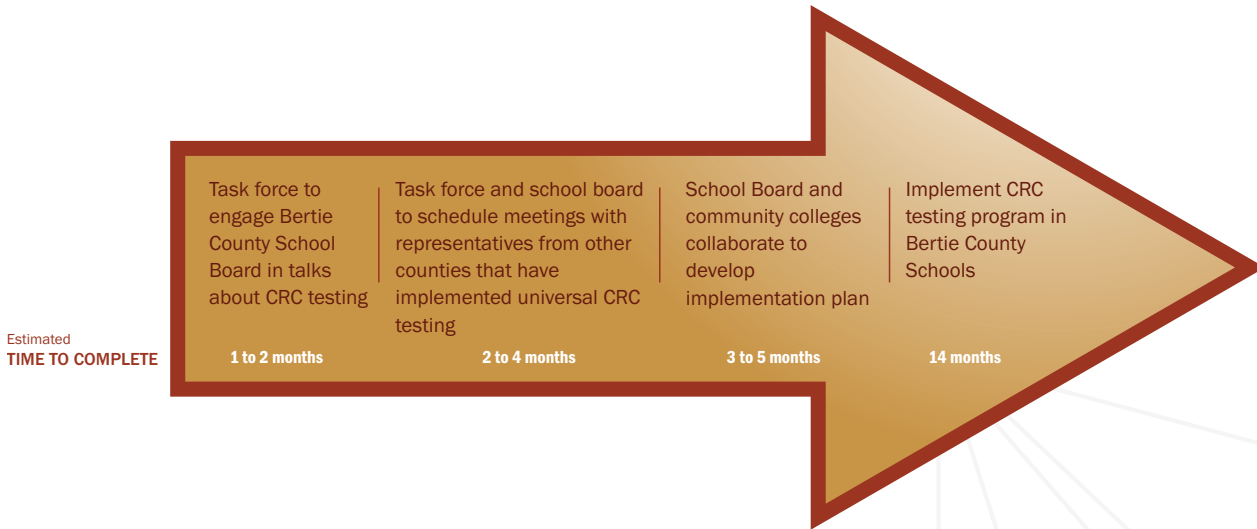 Task force to
engage Bertie
County School
Board in talks
about CRC testing
Task force and school board
to schedule meetings with
representatives from other
counties that have
implemented universal CRC
testing
School Board and
community colleges
collaborate to
develop
implementation plan
Implement CRC
testing program in
Bertie County
Schools
Estimated
TIME TO COMPLETE
1 to 2 months
2 to 4 months
3 to 5 months
14 months